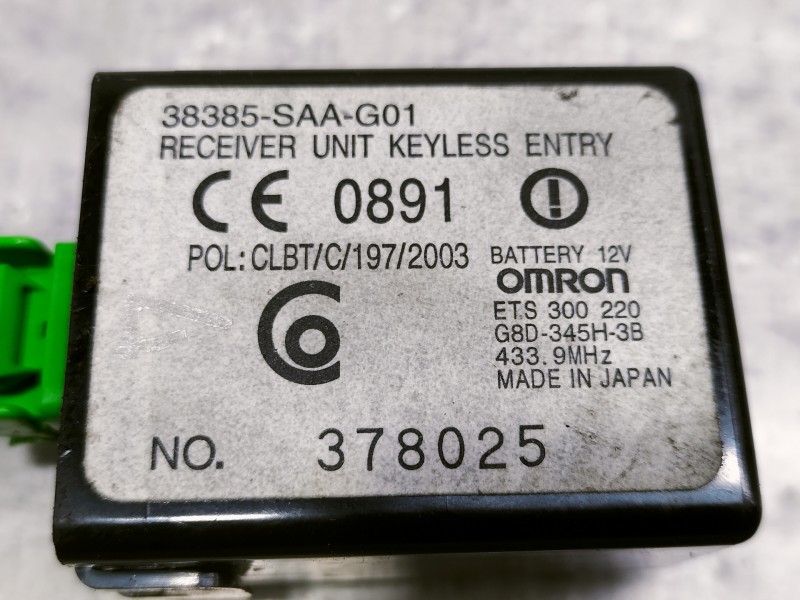 38385-SAA-G01
RECEIVER UNIT KEYLESS ENTRY
CE 0891
POL: CLBT/C/197/2003
BATTERY 12V
OMRON
ETS 300 220
G8D-345H-3B
433.9MHz
MADE IN JAPAN
NO. 378025